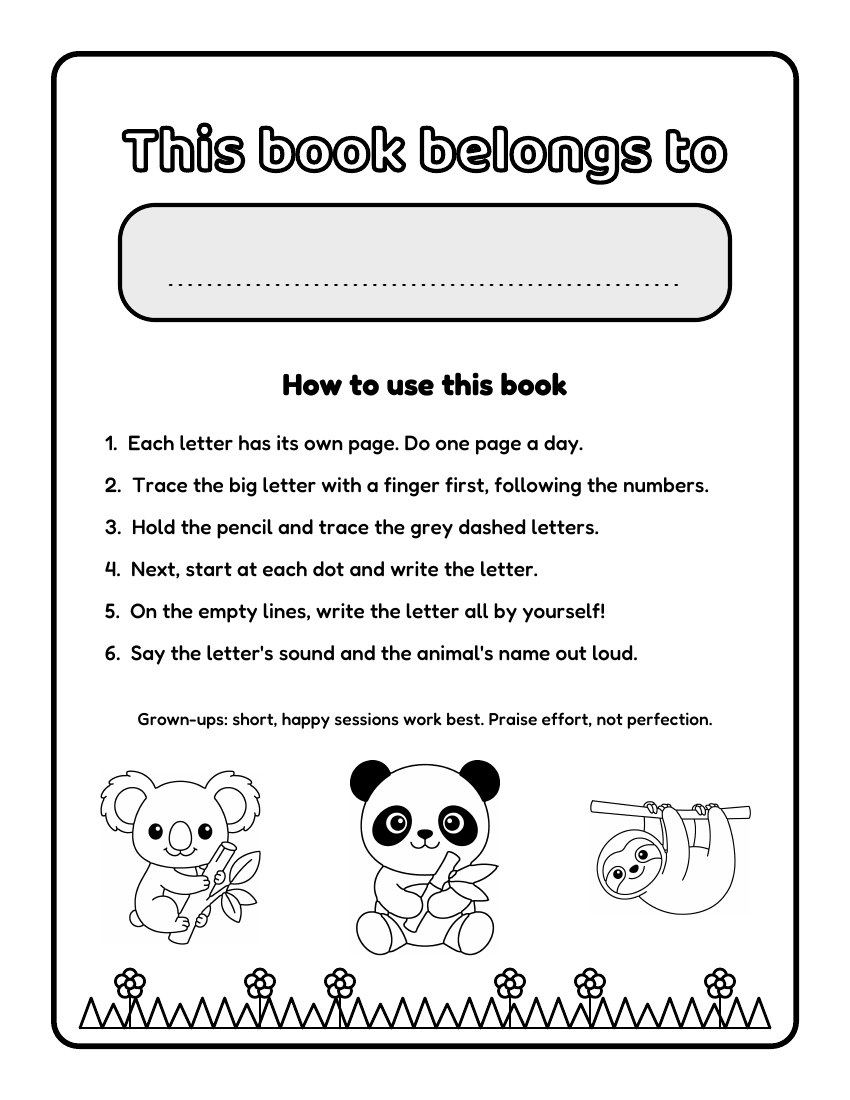 This book belongs to
How to use this book
1. Each letter has its own page. Do one page a day.
2. Trace the big letter with a finger first, following the numbers.
3. Hold the pencil and trace the grey dashed letters.
4. Next, start at each dot and write the letter.
5. On the empty lines, write the letter all by yourself!
6. Say the letter's sound and the animal's name out loud.
Grown-ups: short, happy sessions work best. Praise effort, not perfection.